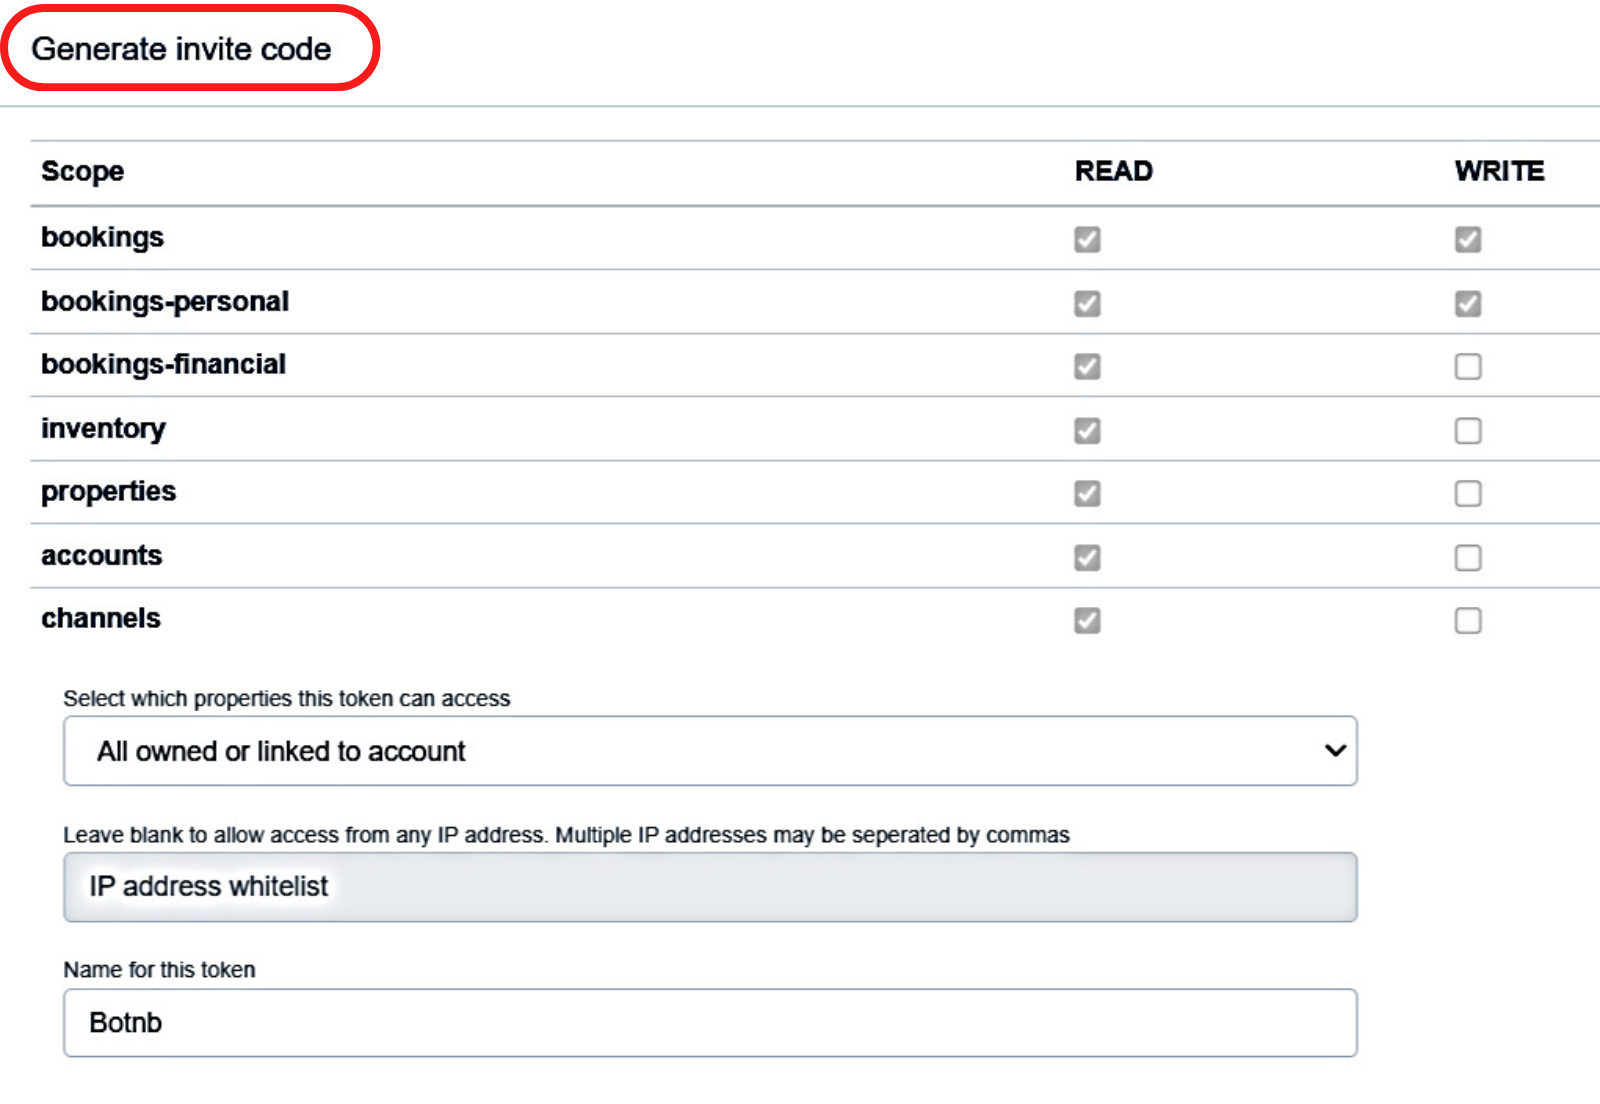 Generate invite code
Scope READ WRITE
bookings
bookings-personal
bookings-financial
inventory
properties
accounts
channels
Select which properties this token can access
All owned or linked to account
Leave blank to allow access from any IP address. Multiple IP addresses may be seperated by commas
IP address whitelist
Name for this token
Botnb